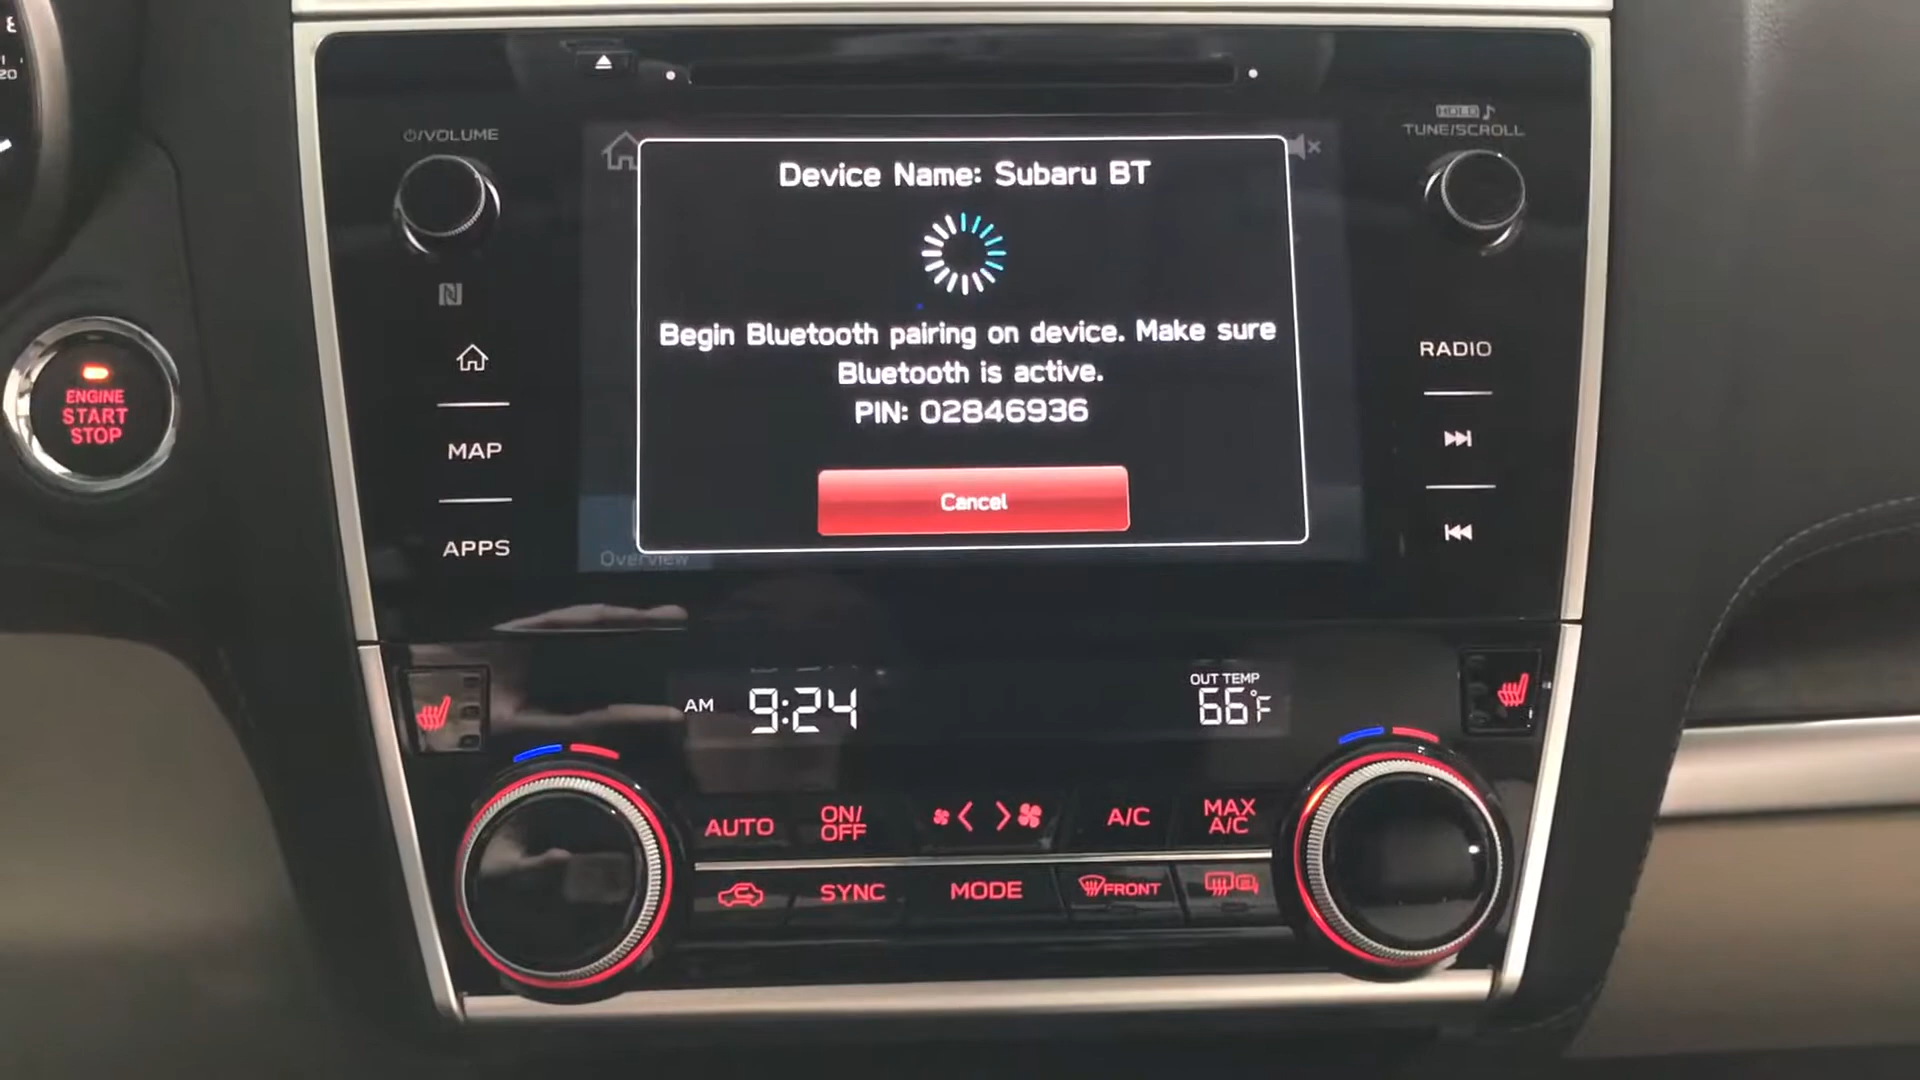 20
⏻/VOLUME
HOLD ♪
TUNE/SCROLL
Device Name: Subaru BT
Begin Bluetooth pairing on device. Make sure
Bluetooth is active.
PIN: 02846936
Cancel
Overview
MAP
APPS
RADIO
ENGINE
START
STOP
AM 9:24
OUT TEMP
66°F
AUTO
ON/
OFF
A/C
MAX
A/C
SYNC
MODE
FRONT